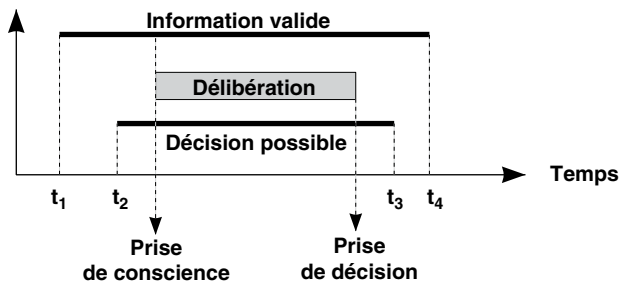 Information valide
Délibération
Décision possible
Temps
t1 t2 t3 t4
Prise
de conscience
Prise
de décision